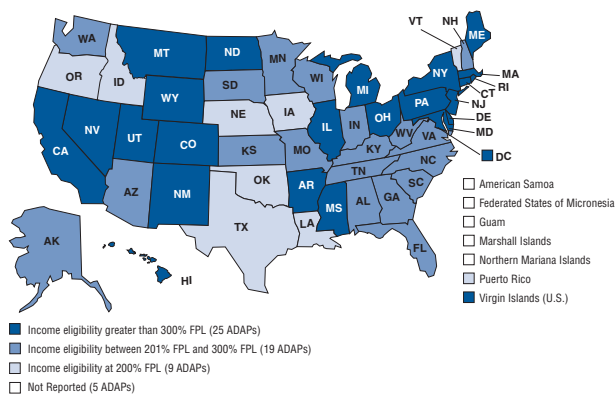 VT NH
WA ME
MT ND MN
OR ID WI NY MA
SD MI RI
WY CT
IA PA NJ
NE OH DE
NV IL IN MD
UT CO WV VA
CA KS MO KY DC
NC
TN
AZ OK AR SC
NM
MS AL GA
TX LA
AK FL
HI
American Samoa
Federated States of Micronesia
Guam
Marshall Islands
Northern Mariana Islands
Puerto Rico
Virgin Islands (U.S.)
Income eligibility greater than 300% FPL (25 ADAPs)
Income eligibility between 201% FPL and 300% FPL (19 ADAPs)
Income eligibility at 200% FPL (9 ADAPs)
Not Reported (5 ADAPs)